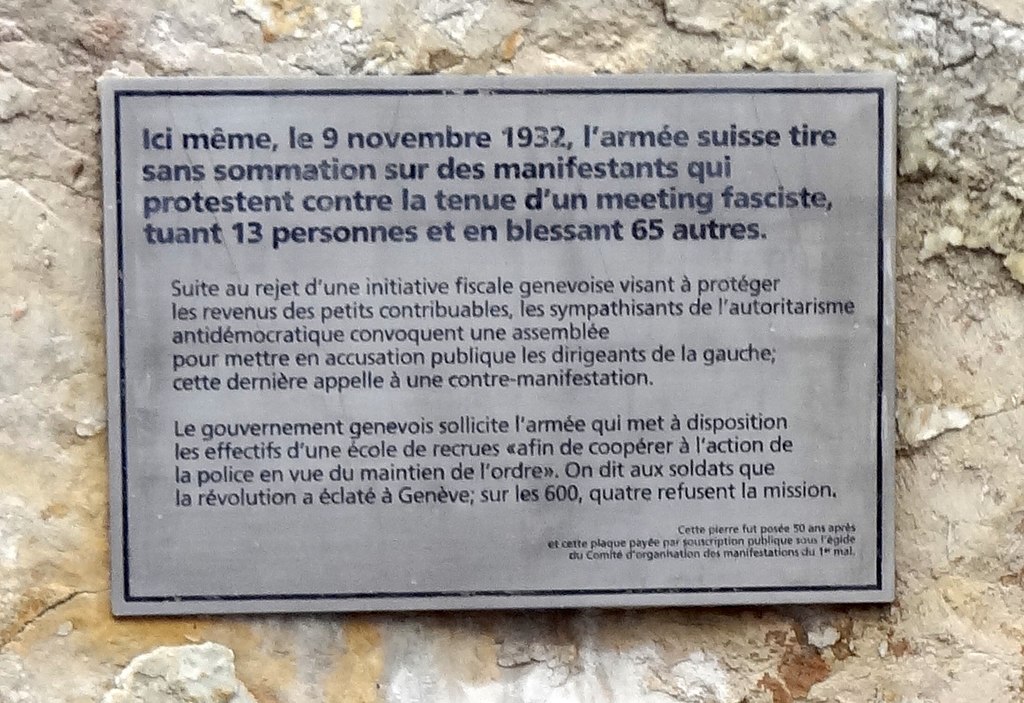 Ici même, le 9 novembre 1932, l'armée suisse tire
sans sommation sur des manifestants qui
protestent contre la tenue d'un meeting fasciste,
tuant 13 personnes et en blessant 65 autres.
Suite au rejet d'une initiative fiscale genevoise visant à protéger
les revenus des petits contribuables, les sympathisants de l'autoritarisme
antidémocratique convoquent une assemblée
pour mettre en accusation publique les dirigeants de la gauche;
cette dernière appelle à une contre-manifestation.
Le gouvernement genevois sollicite l'armée qui met à disposition
les effectifs d'une école de recrues «afin de coopérer à l'action de
la police en vue du maintien de l'ordre». On dit aux soldats que
la révolution a éclaté à Genève; sur les 600, quatre refusent la mission.
Cette pierre fut posée 50 ans après
et cette plaque payée par souscription publique sous l'égide
du Comité d'organisation des manifestations du 1er mai.